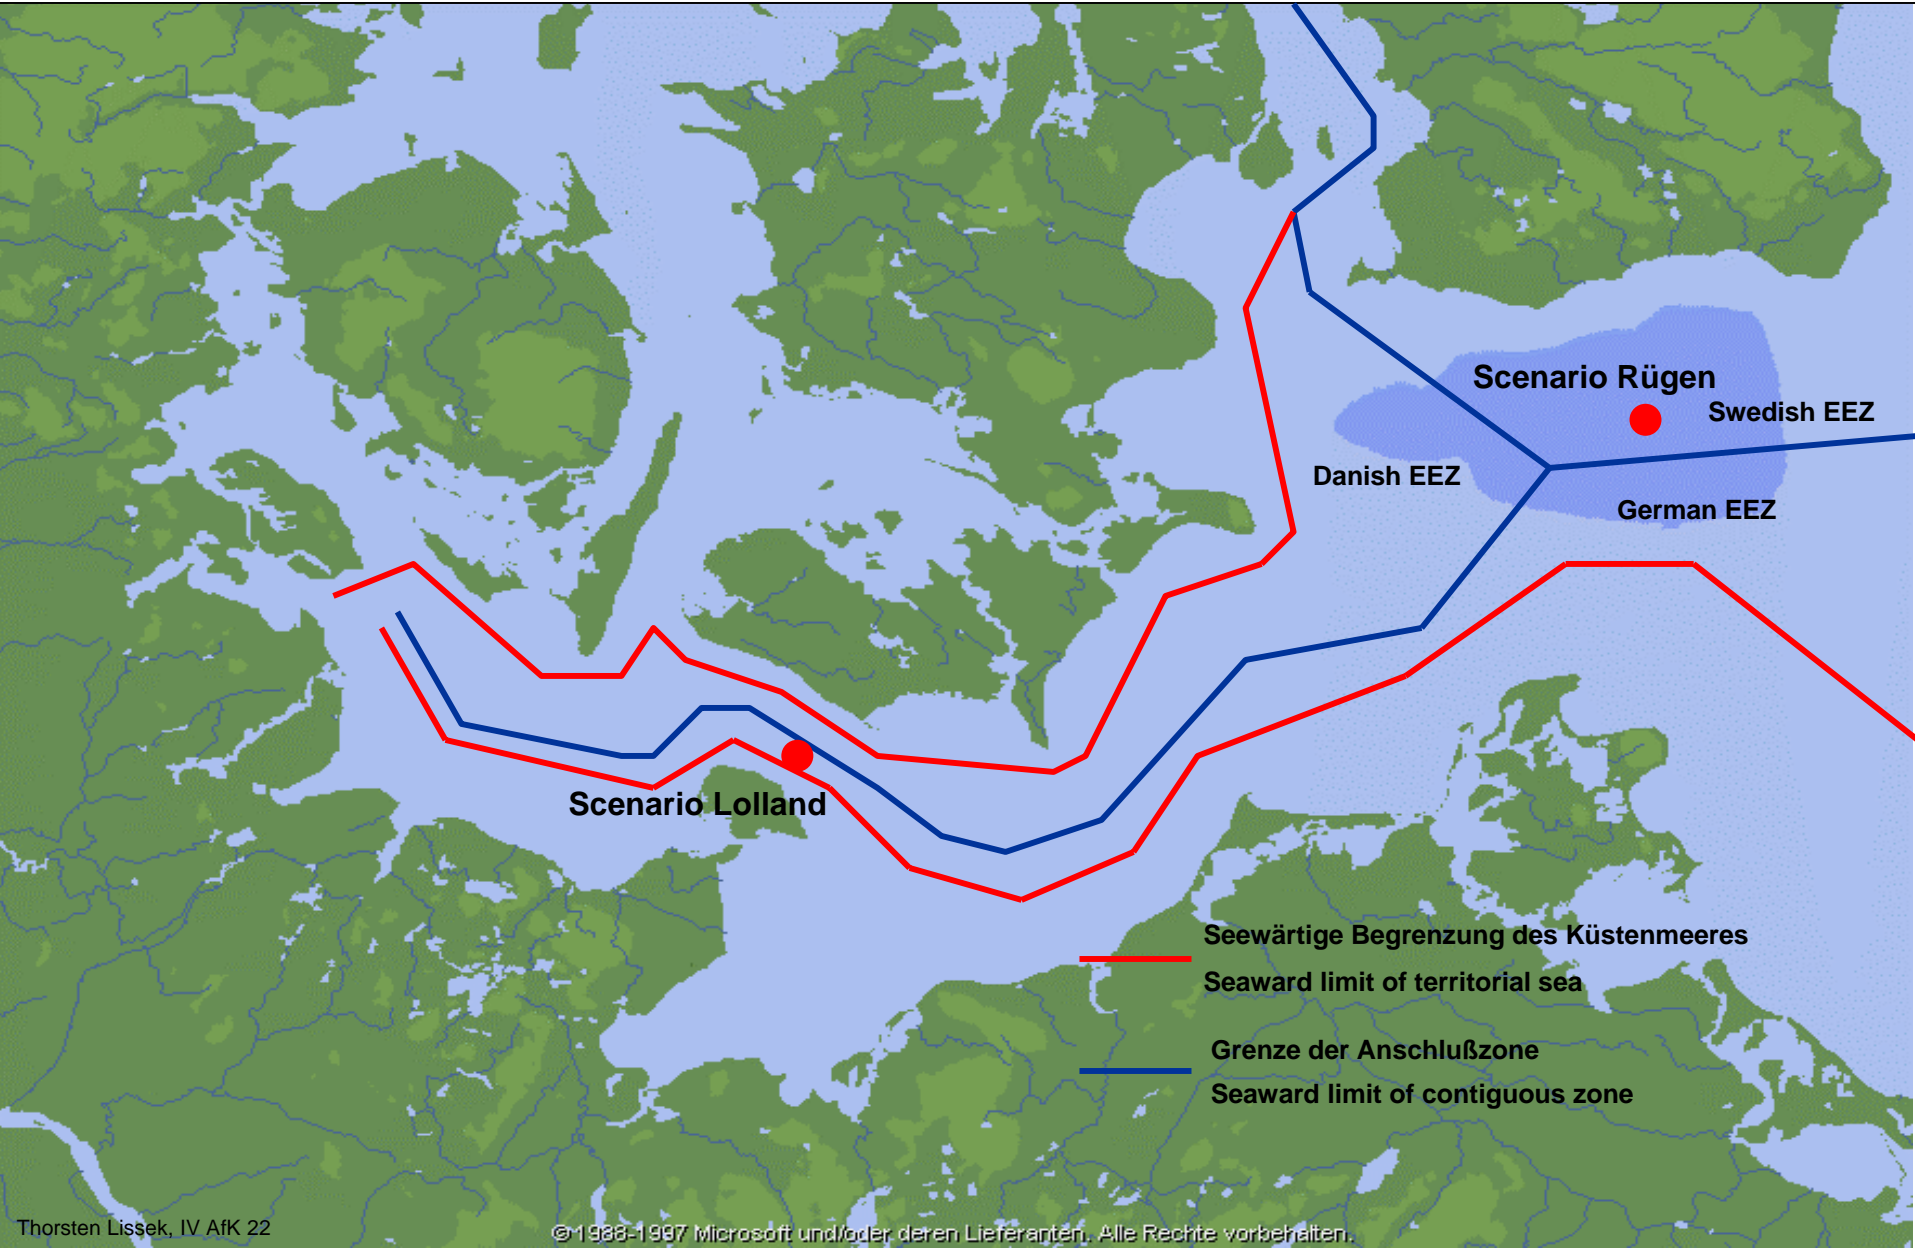 Scenario Rügen
Swedish EEZ
Danish EEZ
German EEZ
Scenario Lolland
Seewärtige Begrenzung des Küstenmeeres
Seaward limit of territorial sea
Grenze der Anschlußzone
Seaward limit of contiguous zone
Thorsten Lissek, IV AfK 22
©1988-1997 Microsoft und/oder deren Lieferanten. Alle Rechte vorbehalten.